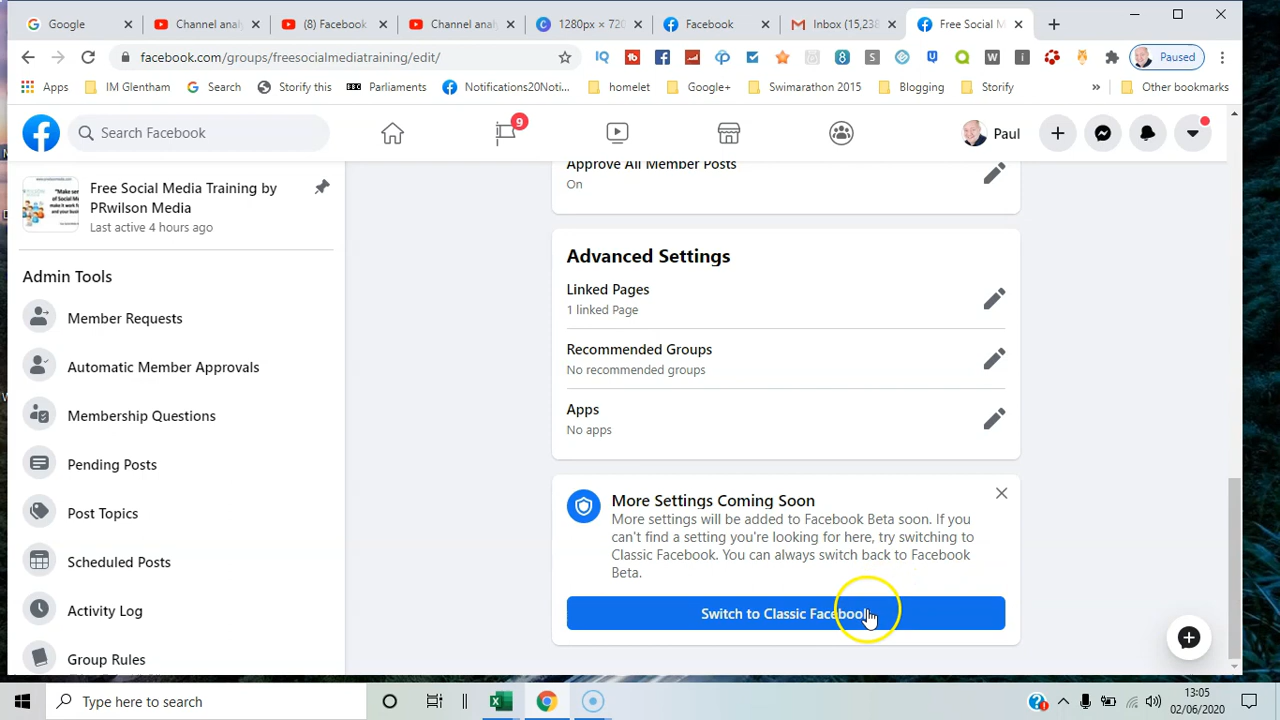 Google
Channel anal
(8) Facebook
Channel anal
1280px × 720
Facebook
Inbox (15,238
Free Social M
facebook.com/groups/freesocialmediatraining/edit/
Paused
Apps
IM Glentham
Search
Storify this
BBC
Parliaments
Notifications20Noti...
homelet
Google+
Swimarathon 2015
Blogging
Storify
»
Other bookmarks
Search Facebook
9
Paul
Free Social Media Training by
PRwilson Media
Last active 4 hours ago
Admin Tools
Member Requests
Automatic Member Approvals
Membership Questions
Pending Posts
Post Topics
Scheduled Posts
Activity Log
Group Rules
Approve All Member Posts
On
Advanced Settings
Linked Pages
1 linked Page
Recommended Groups
No recommended groups
Apps
No apps
More Settings Coming Soon
More settings will be added to Facebook Beta soon. If you
can't find a setting you're looking for here, try switching to
Classic Facebook. You can always switch back to Facebook
Beta.
Switch to Classic Facebook
Type here to search
13:05
02/06/2020